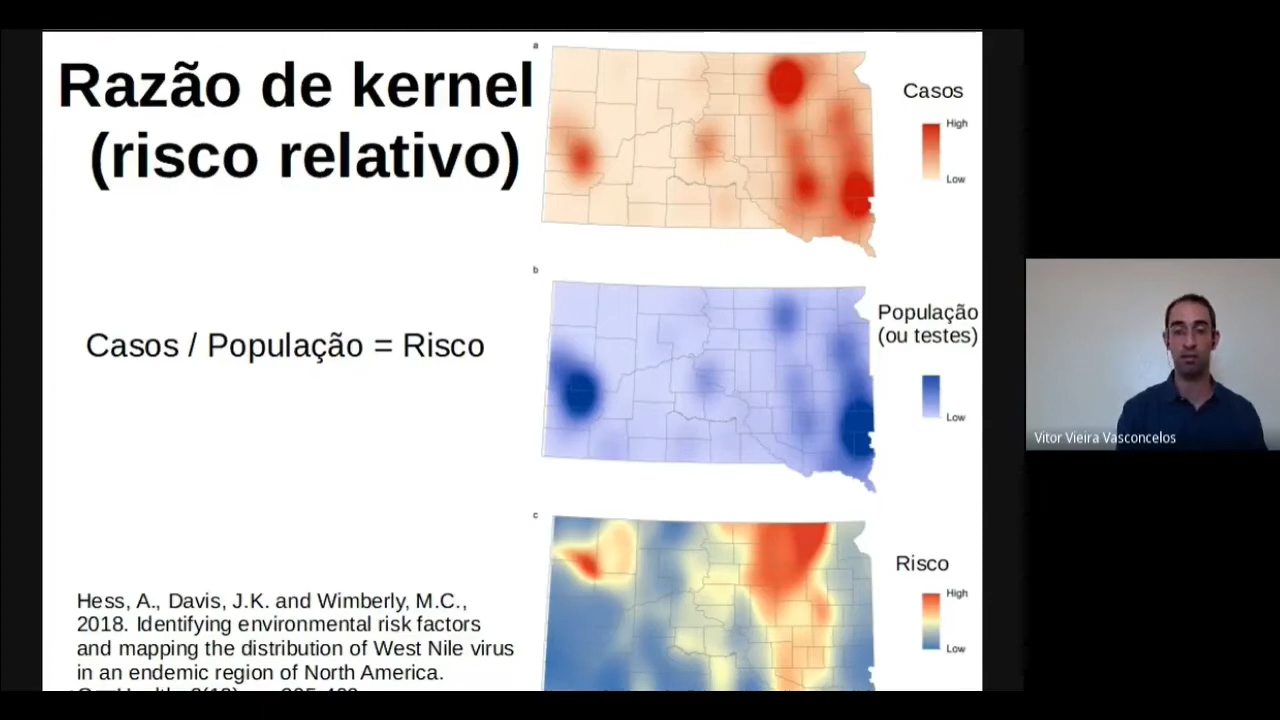 Razão de kernel
(risco relativo)
Casos / População = Risco
Hess, A., Davis, J.K. and Wimberly, M.C.,
2018. Identifying environmental risk factors
and mapping the distribution of West Nile virus
in an endemic region of North America.
a
Casos
High
Low
b
População
(ou testes)
Low
c
Risco
High
Low
Vitor Vieira Vasconcelos